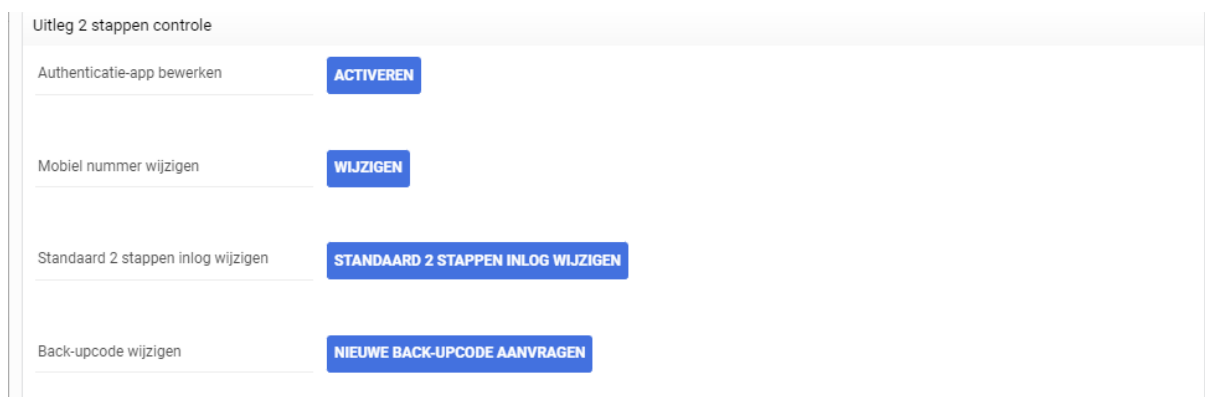 Uitleg 2 stappen controle
Authenticatie-app bewerken ACTIVEREN
Mobiel nummer wijzigen WIJZIGEN
Standaard 2 stappen inlog wijzigen STANDAARD 2 STAPPEN INLOG WIJZIGEN
Back-upcode wijzigen NIEUWE BACK-UPCODE AANVRAGEN